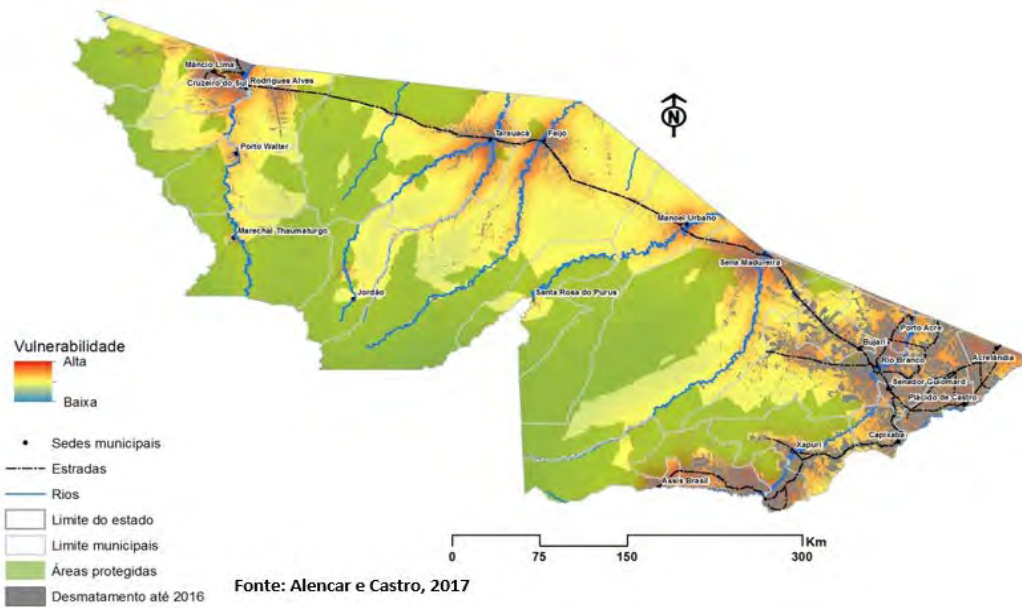 Mâncio Lima
Cruzeiro do Sul
Rodrigues Alves
Porto Walter
Marechal Thaumaturgo
Tarauacá
Feijó
Jordão
N
Manoel Urbano
Sena Madureira
Santa Rosa do Purus
Porto Acre
Bujari
Rio Branco
Acrelândia
Senador Guiomard
Plácido de Castro
Capixaba
Xapuri
Assis Brasil
Vulnerabilidade
Alta
Baixa
Sedes municipais
Estradas
Rios
Limite do estado
Limite municipais
Áreas protegidas
Desmatamento até 2016
Km
0 75 150 300
Fonte: Alencar e Castro, 2017